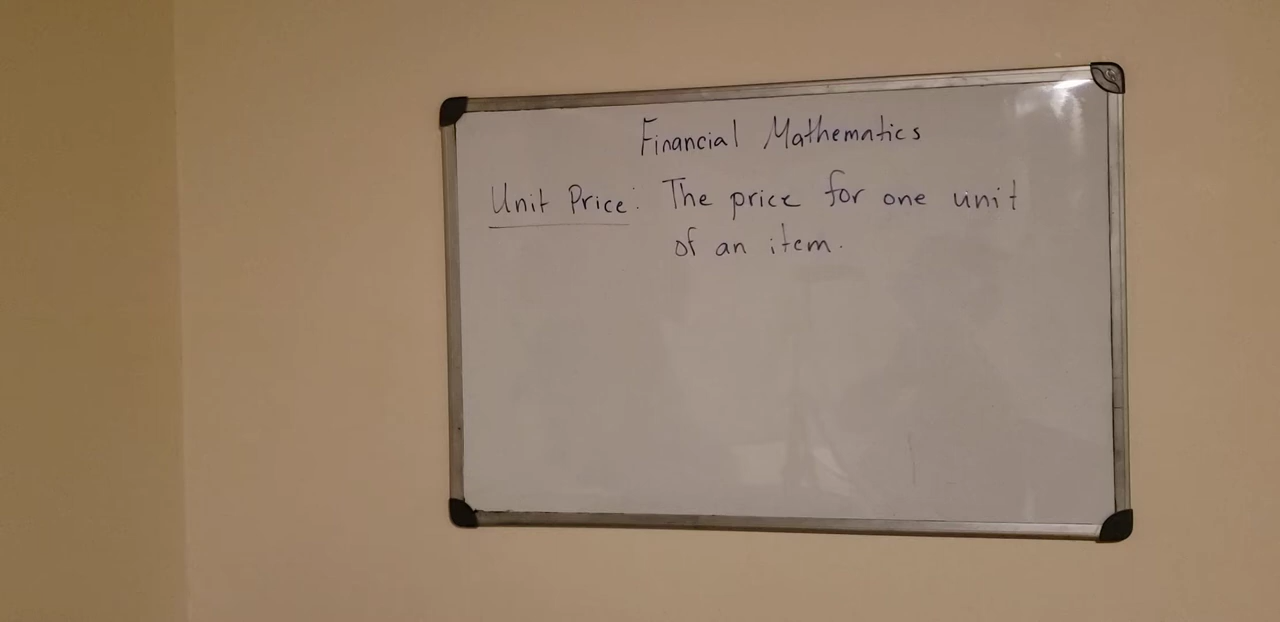 Financial Mathematics
Unit Price: The price for one unit
of an item.